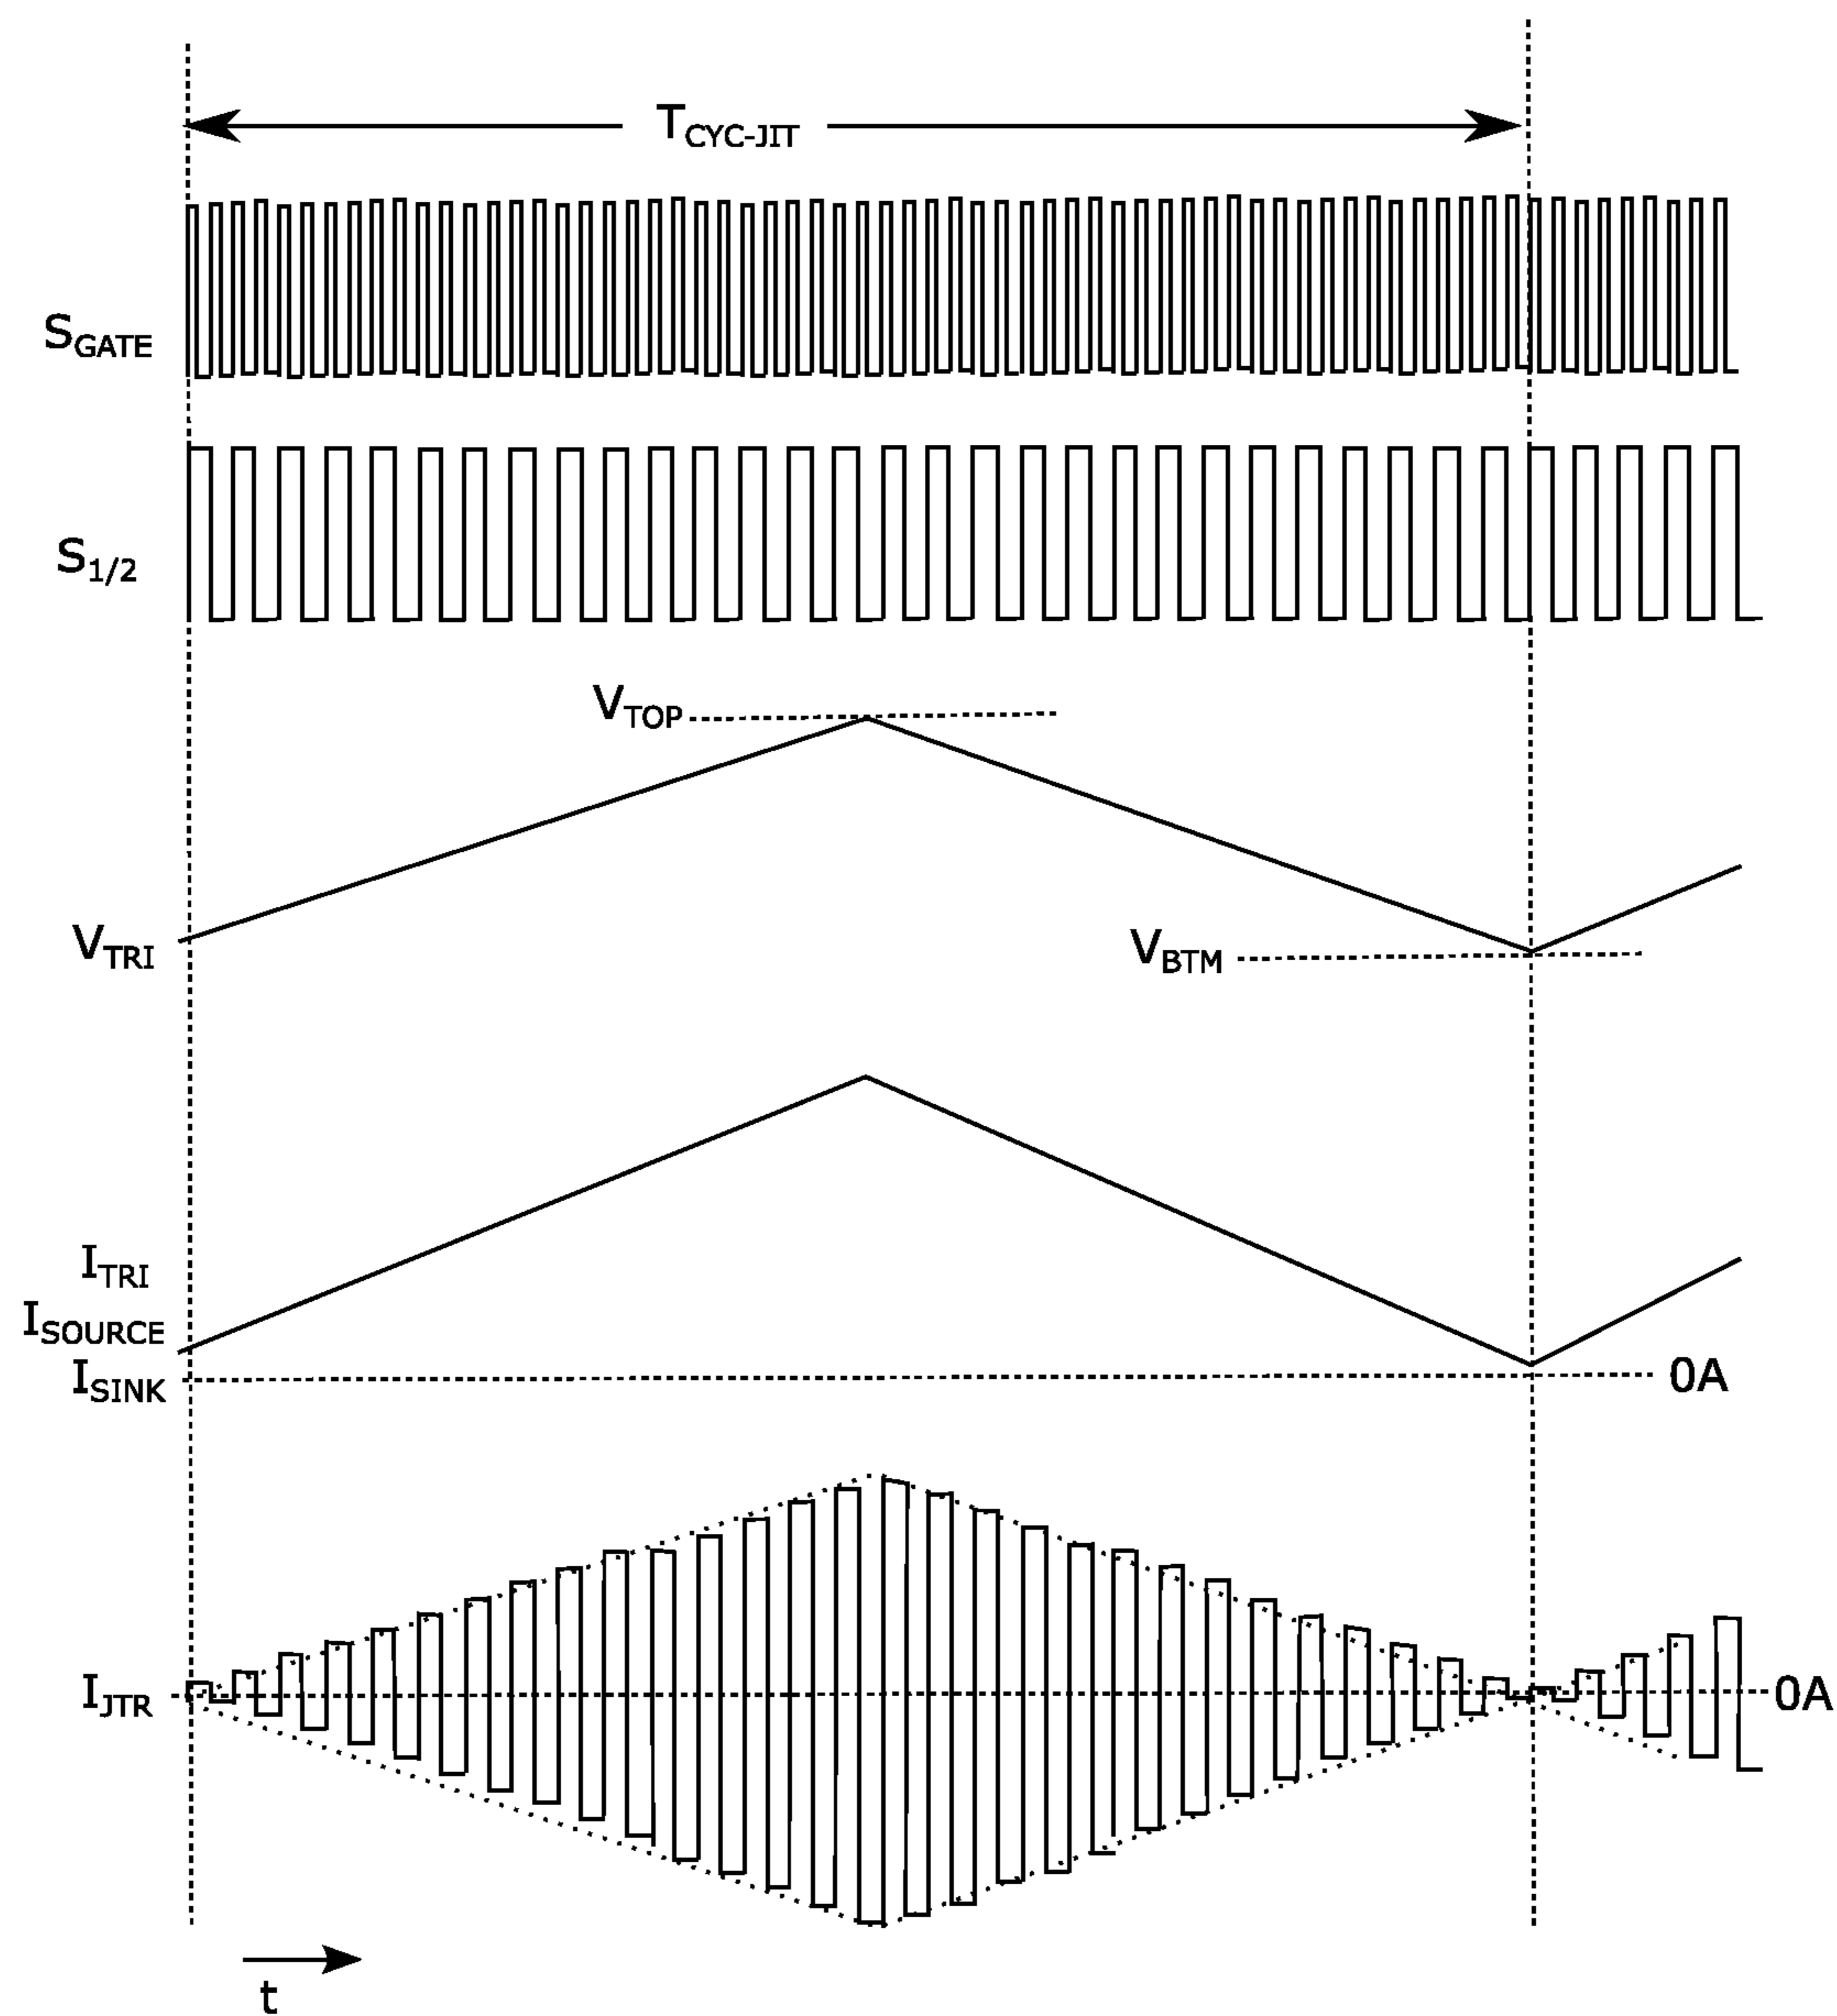 TCYC-JIT
SGATE
S1/2
VTOP
VTRI
VBTM
ITRI
ISOURCE
ISINK
0A
IJTR
0A
t